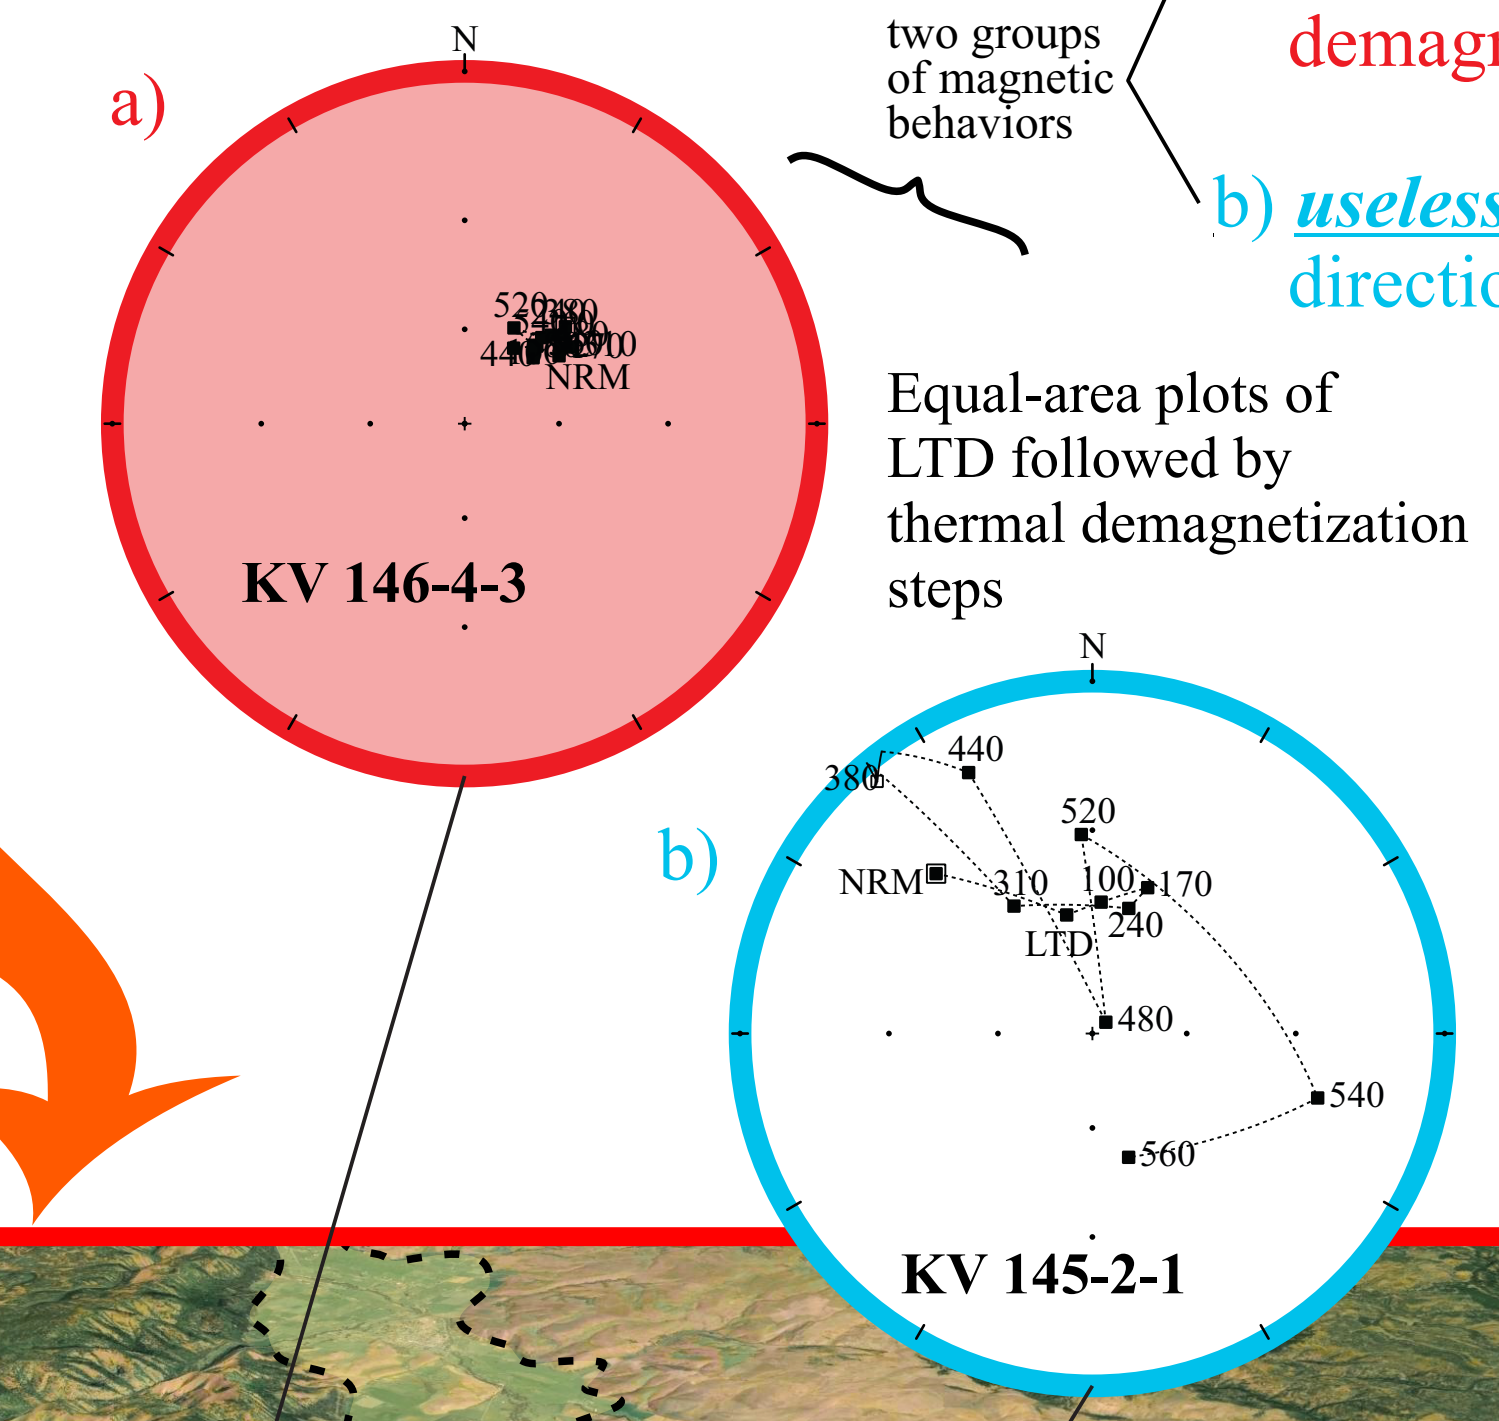 N
a)
520
440
NRM
KV 146-4-3
two groups
of magnetic
behaviors
demagn
b) useless
directio
Equal-area plots of
LTD followed by
thermal demagnetization
steps
N
b)
440
380
520
NRM
310
100
170
240
LTD
480
540
560
KV 145-2-1